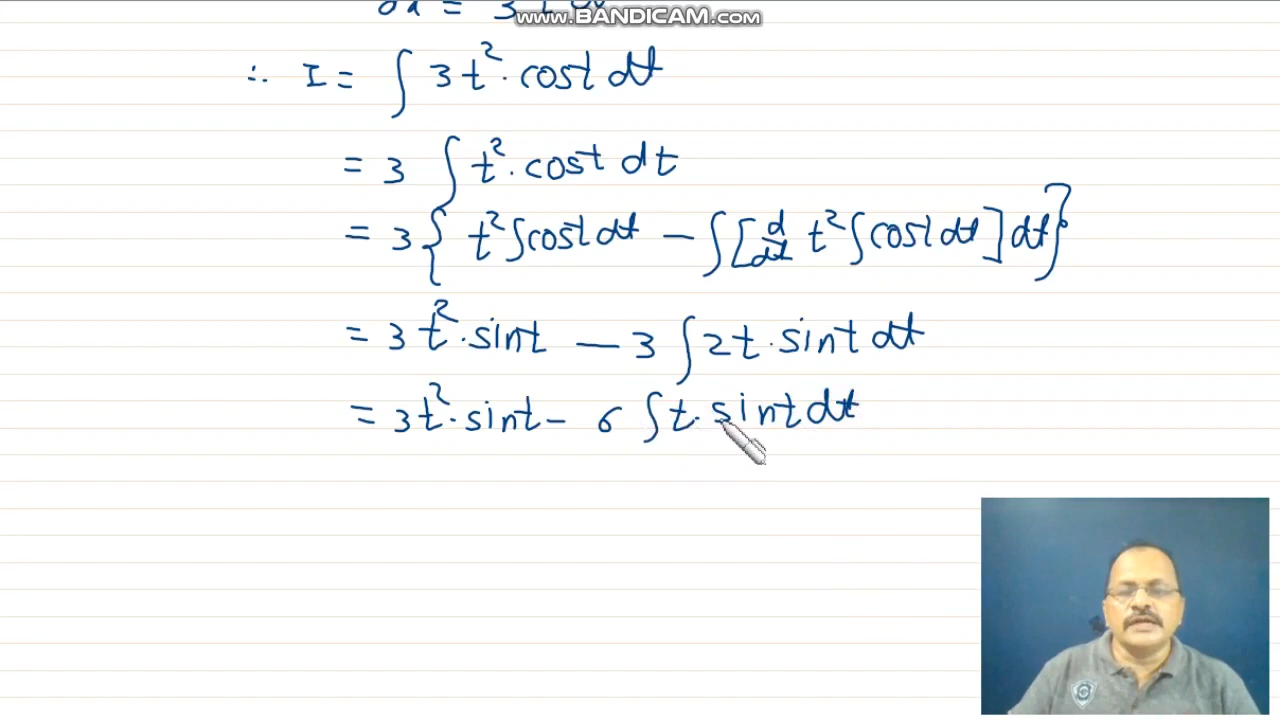 www.BANDICAM.com
= 3
∴ I = ∫ 3t². cost dt
= 3 ∫ t². cost dt
= 3 { t² ∫cost dt − ∫[ d/dt t² ∫cost dt ] dt }
= 3t². sint − 3 ∫ 2t. sint dt
= 3t². sint − 6 ∫ t. sint dt